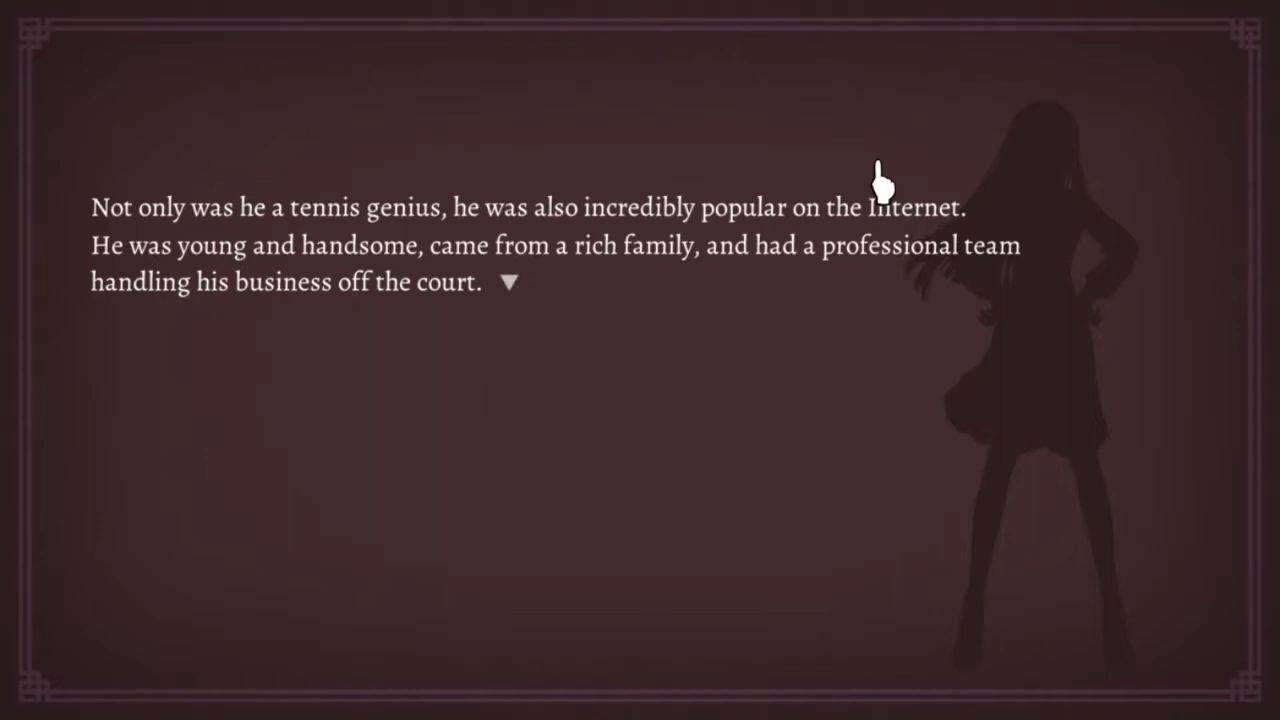 Not only was he a tennis genius, he was also incredibly popular on the Internet.
He was young and handsome, came from a rich family, and had a professional team
handling his business off the court.